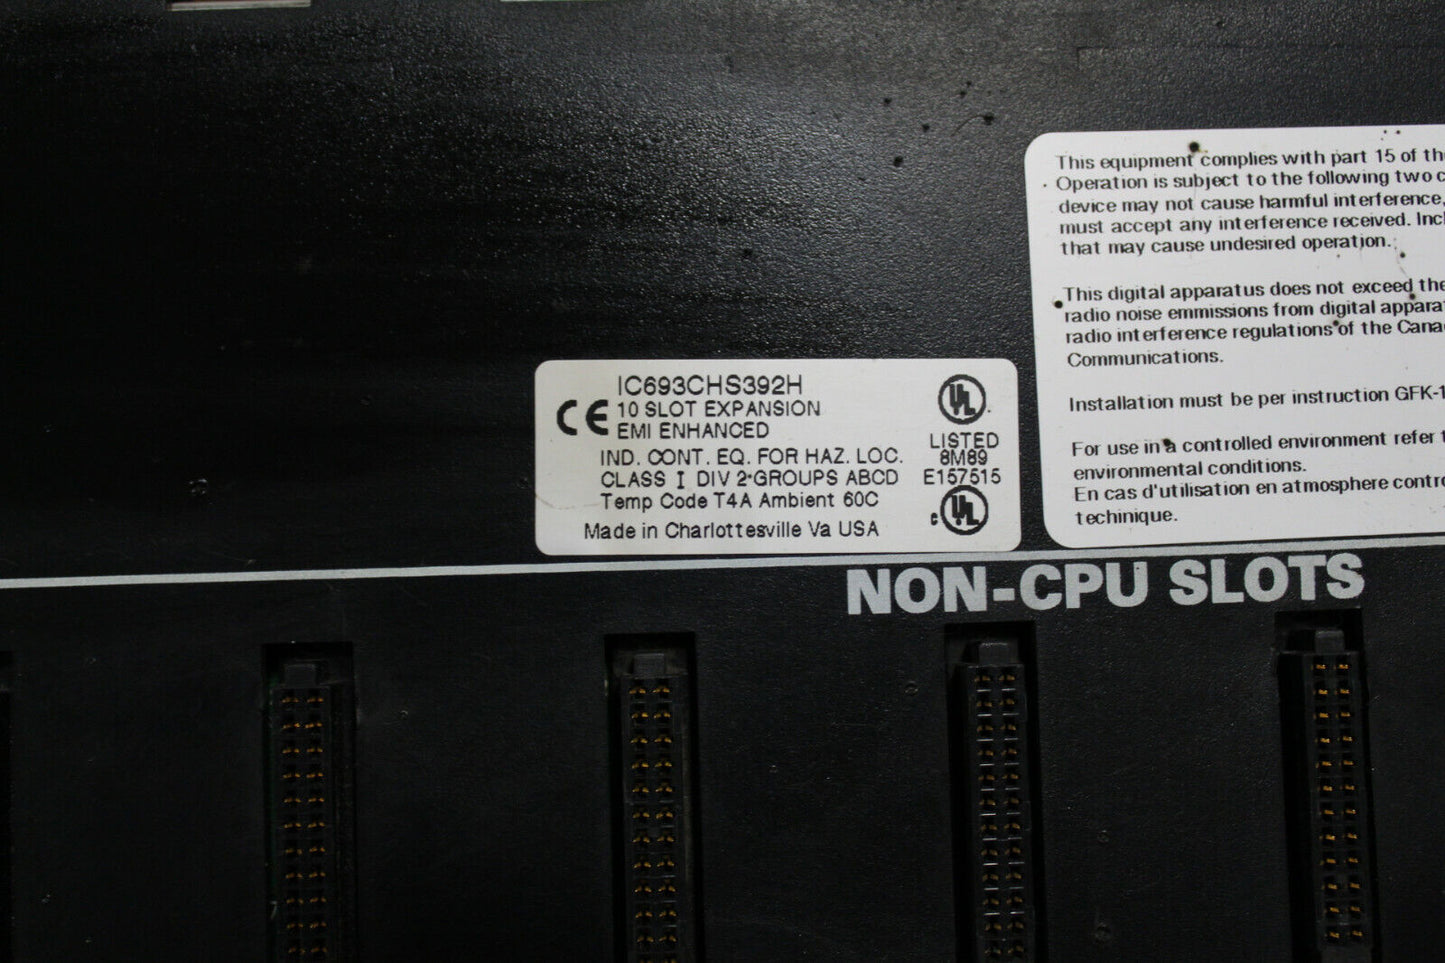 This equipment complies with part 15 of the
Operation is subject to the following two
device may not cause harmful interference,
must accept any interference received.
that may cause undesired operation.
This digital apparatus does not exceed the
radio noise emmissions from digital
radio interference regulations of the
Communications.
Installation must be per instruction
For use in a controlled environment refer
environmental conditions.
En cas d'utilisation en atmosphere
techinique.
IC693CHS392H
CE 10 SLOT EXPANSION
EMI ENHANCED
IND. CONT. EQ. FOR HAZ. LOC.
CLASS I DIV 2 GROUPS ABCD
Temp Code T4A Ambient 60C
Made in Charlottesville Va USA
UL
LISTED
8M89
E157515
c UL
NON-CPU SLOTS